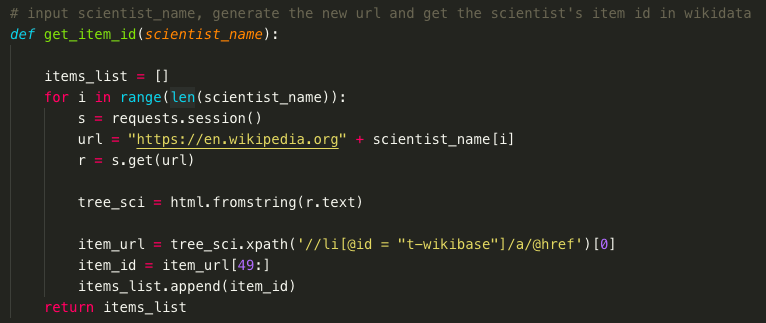 # input scientist_name, generate the new url and get the scientist's item id in wikidata
def get_item_id(scientist_name):
items_list = []
for i in range(len(scientist_name)):
s = requests.session()
url = "https://en.wikipedia.org" + scientist_name[i]
r = s.get(url)
tree_sci = html.fromstring(r.text)
item_url = tree_sci.xpath('//li[@id = "t-wikibase"]/a/@href')[0]
item_id = item_url[49:]
items_list.append(item_id)
return items_list